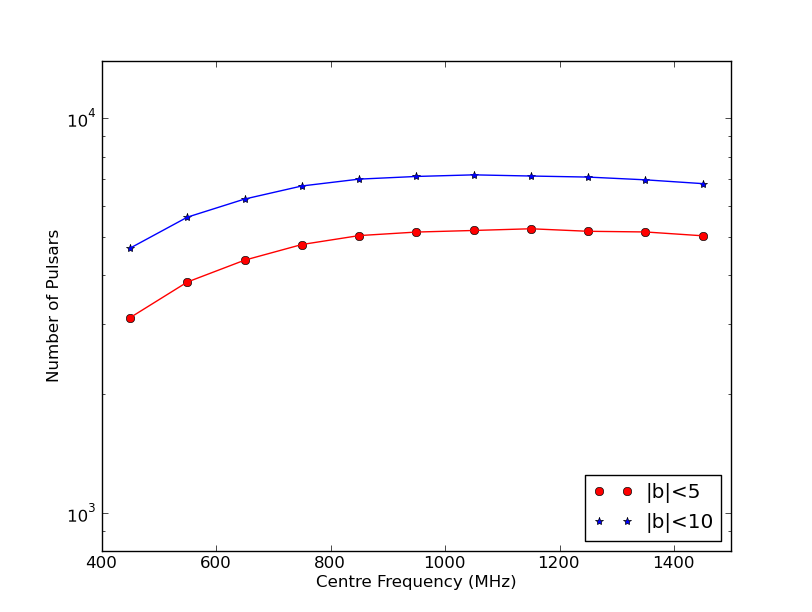 10^4
10^3
Number of Pulsars
|b|<5
|b|<10
400 600 800 1000 1200 1400
Centre Frequency (MHz)